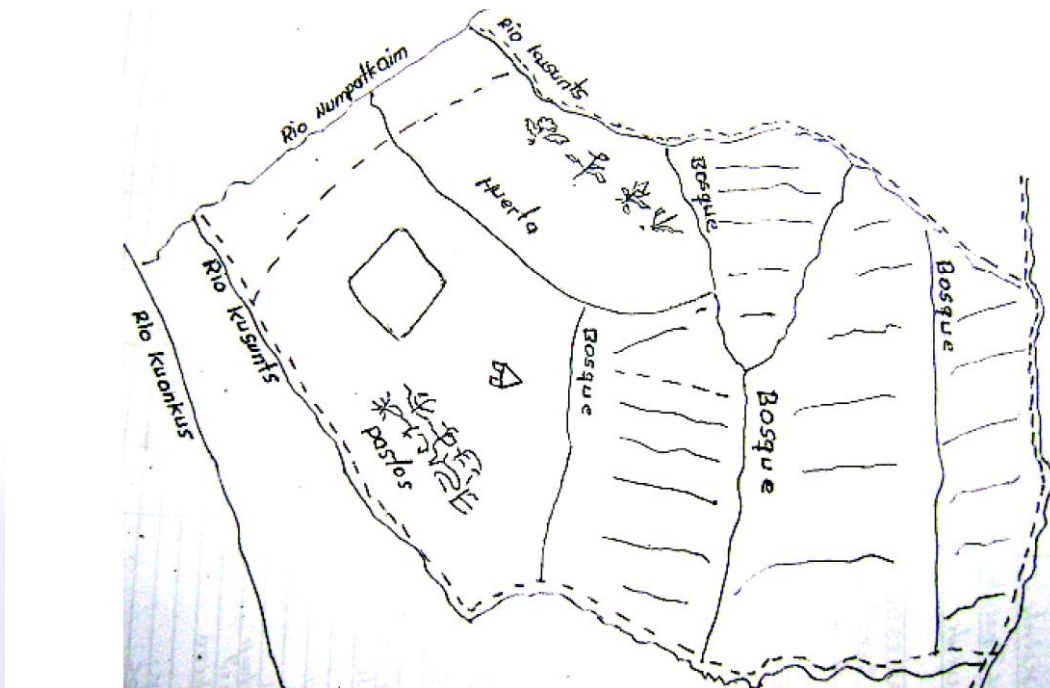 Rio Numpatkaim
Rio kusunts
Bosque
Huerta
Rio kusunts
Bosque
Rio kuankus
Bosque
Bosque
pastos